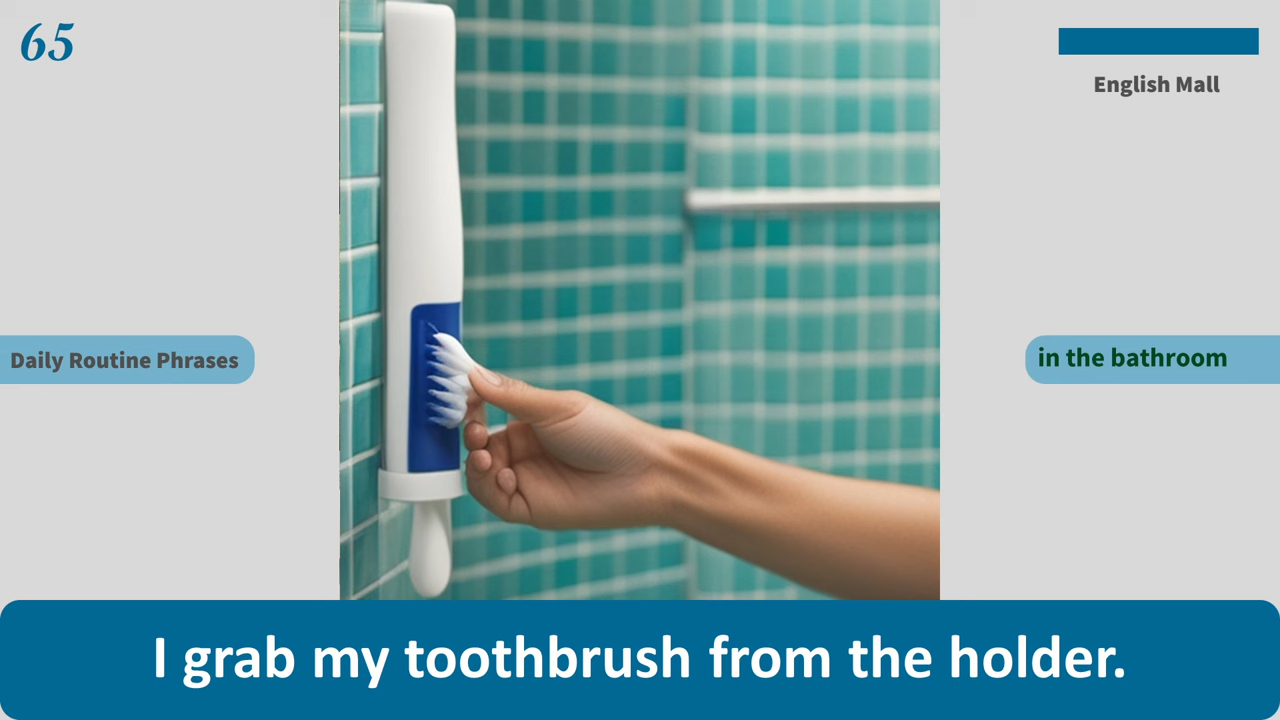 65
English Mall
Daily Routine Phrases
in the bathroom
I grab my toothbrush from the holder.